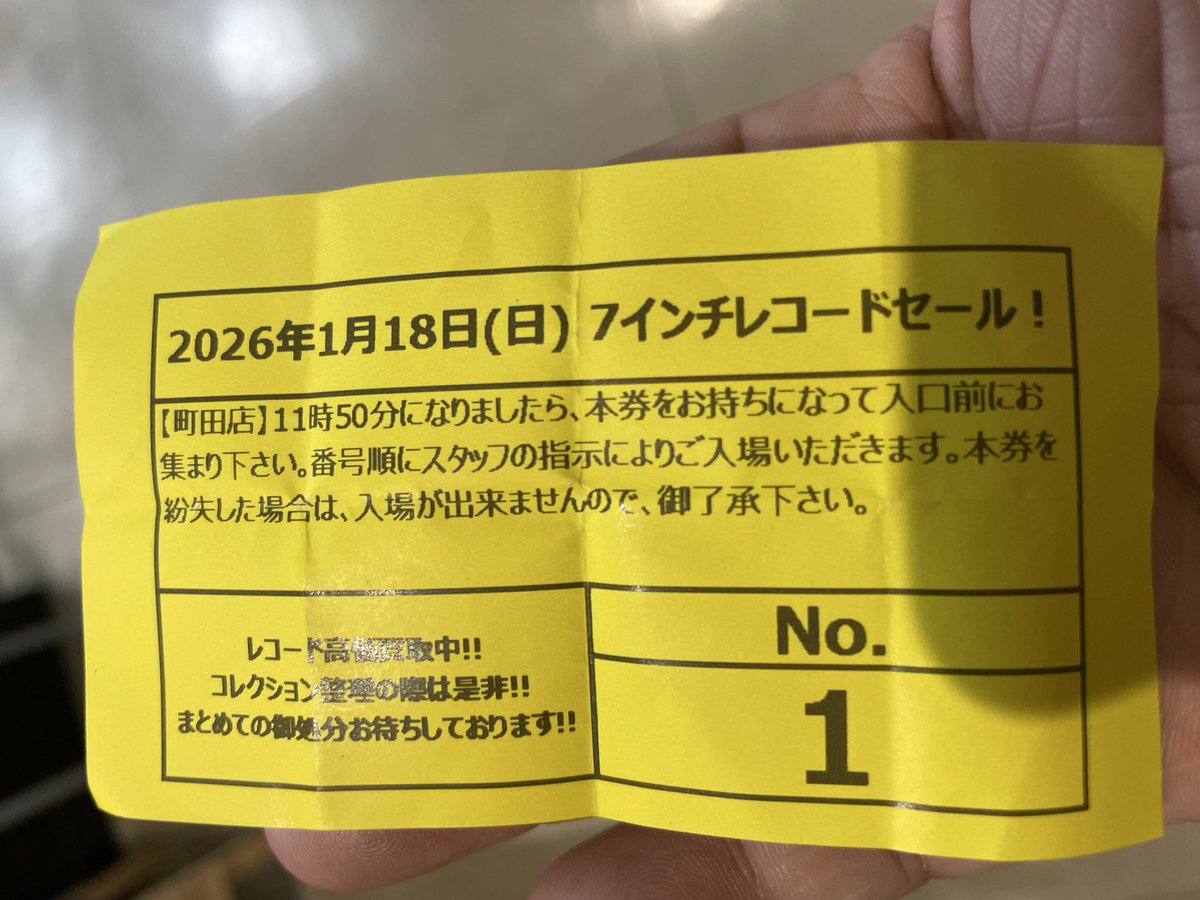 2026年1月18日(日) 7インチレコードセール！
【町田店】11時50分になりましたら、本券をお持ちになって入口前にお
集まり下さい。番号順にスタッフの指示によりご入場いただきます。本券を
紛失した場合は、入場が出来ませんので、御了承下さい。
レコード高価買取中!!
コレクション整理の際は是非!!
まとめての御処分お待ちしております!!
No.
1